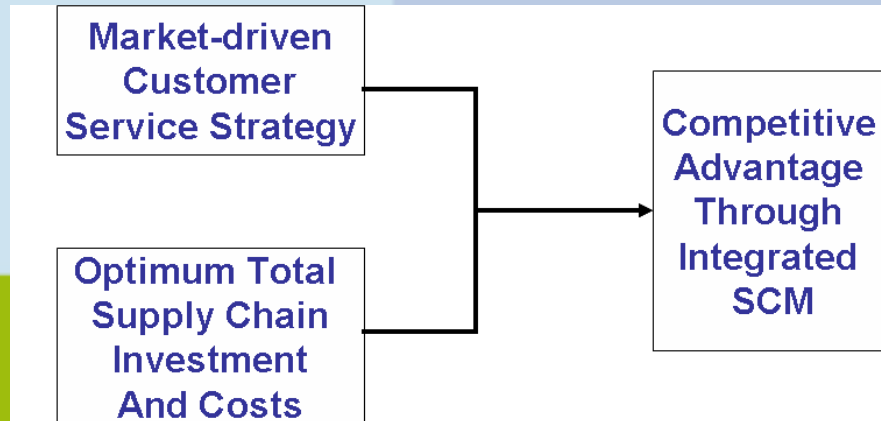 Market-driven
Customer
Service Strategy
Optimum Total
Supply Chain
Investment
And Costs
Competitive
Advantage
Through
Integrated
SCM